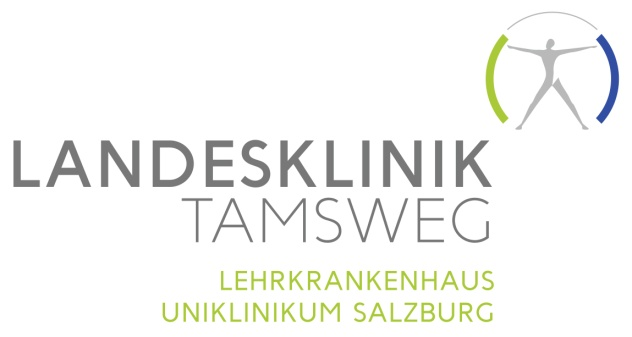 LANDESKLINIK
TAMSWEG
LEHRKRANKENHAUS
UNIKLINIKUM SALZBURG